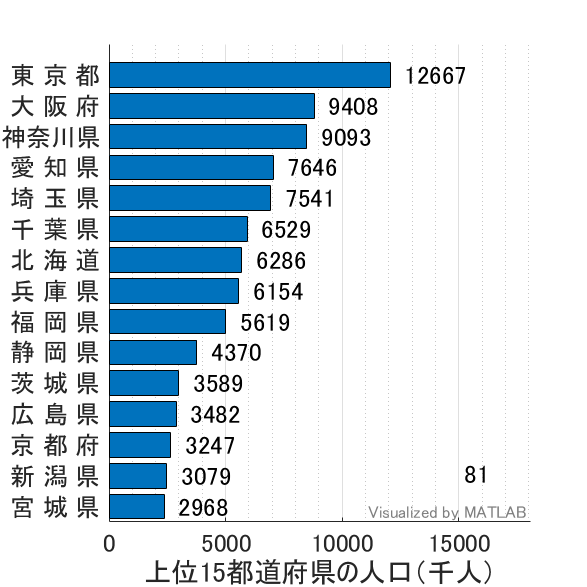 東 京 都 12667
大 阪 府 9408
神奈川県 9093
愛 知 県 7646
埼 玉 県 7541
千 葉 県 6529
北 海 道 6286
兵 庫 県 6154
福 岡 県 5619
静 岡 県 4370
茨 城 県 3589
広 島 県 3482
京 都 府 3247
新 潟 県 3079 81
宮 城 県 2968
Visualized by MATLAB
0 5000 10000 15000
上位15都道府県の人口(千人)